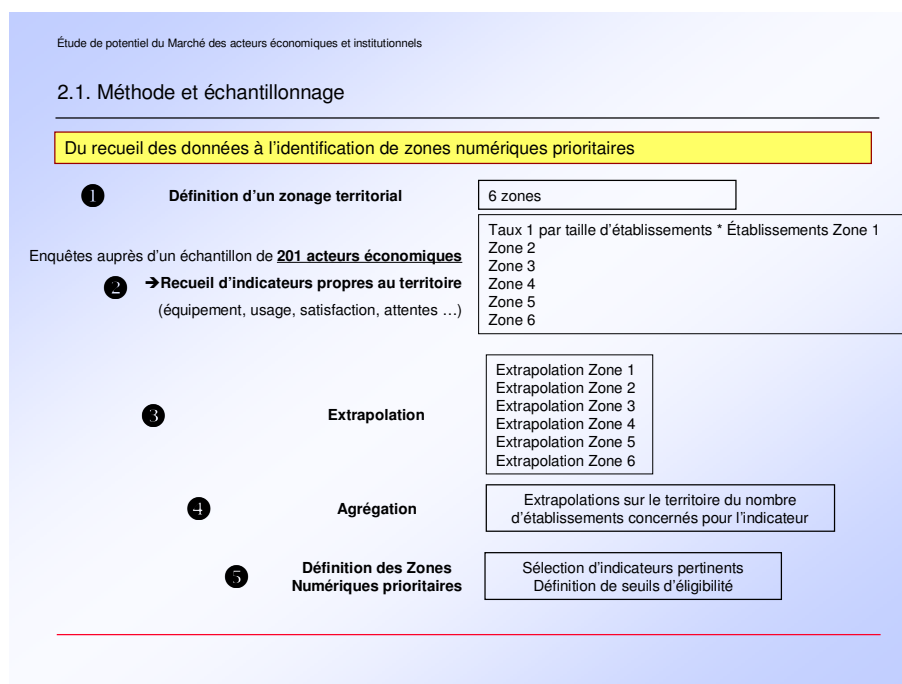 Étude de potentiel du Marché des acteurs économiques et institutionnels
2.1. Méthode et échantillonnage
Du recueil des données à l'identification de zones numériques prioritaires
❶ Définition d'un zonage territorial
6 zones
Enquêtes auprès d'un échantillon de 201 acteurs économiques
❷ ➔Recueil d'indicateurs propres au territoire
(équipement, usage, satisfaction, attentes …)
Taux 1 par taille d'établissements * Établissements Zone 1
Zone 2
Zone 3
Zone 4
Zone 5
Zone 6
❸ Extrapolation
Extrapolation Zone 1
Extrapolation Zone 2
Extrapolation Zone 3
Extrapolation Zone 4
Extrapolation Zone 5
Extrapolation Zone 6
❹ Agrégation
Extrapolations sur le territoire du nombre
d'établissements concernés pour l'indicateur
❺ Définition des Zones
Numériques prioritaires
Sélection d'indicateurs pertinents
Définition de seuils d'éligibilité